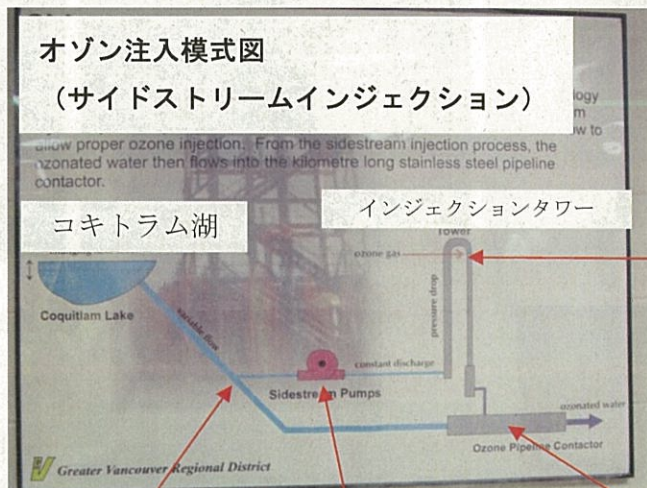 オゾン注入模式図
（サイドストリームインジェクション）
allow proper ozone injection. From the sidestream injection process, the
ozonated water then flows into the kilometre long stainless steel pipeline
contactor.
コキトラム湖
インジェクションタワー
Tower
ozone gas
pressure drop
Coquitlam Lake
variable flow
constant discharge
Sidestream Pumps
ozonated water
Ozone Pipeline Contactor
Greater Vancouver Regional District